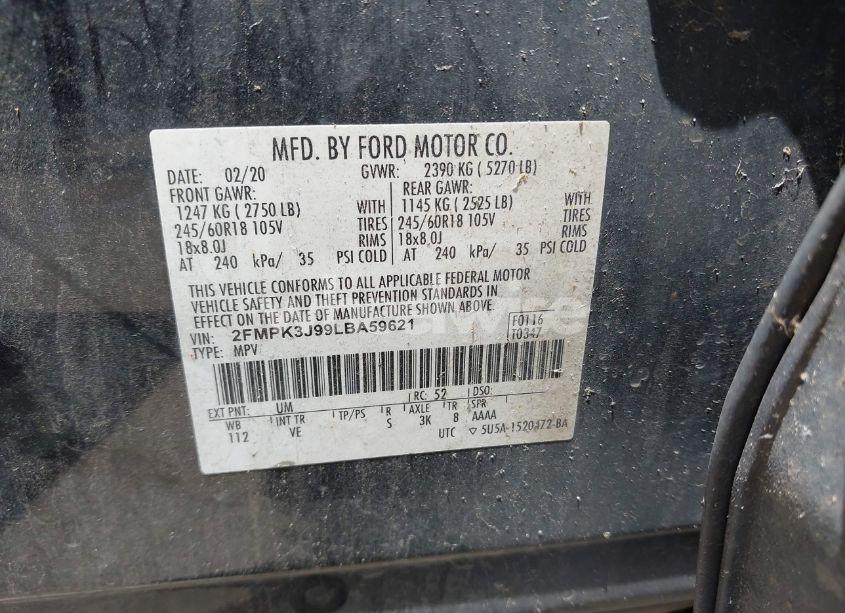 MFD. BY FORD MOTOR CO.
DATE: 02/20 GVWR: 2390 KG ( 5270 LB)
FRONT GAWR: REAR GAWR:
1247 KG ( 2750 LB) WITH 1145 KG ( 2525 LB) WITH
245/60R18 105V TIRES 245/60R18 105V TIRES
18x8.0J RIMS 18x8.0J RIMS
AT 240 kPa/ 35 PSI COLD AT 240 kPa/ 35 PSI COLD
THIS VEHICLE CONFORMS TO ALL APPLICABLE FEDERAL MOTOR
VEHICLE SAFETY AND THEFT PREVENTION STANDARDS IN
EFFECT ON THE DATE OF MANUFACTURE SHOWN ABOVE.
VIN: 2FMPK3J99LBA59621 F0116
TYPE: MPV T0347
RC: 52 DSO:
EXT PNT: UM
WB INT TR TP/PS R AXLE TR SPR
112 VE S 3K 8 AAAA
UTC ▽ 5U5A-1520472-BA